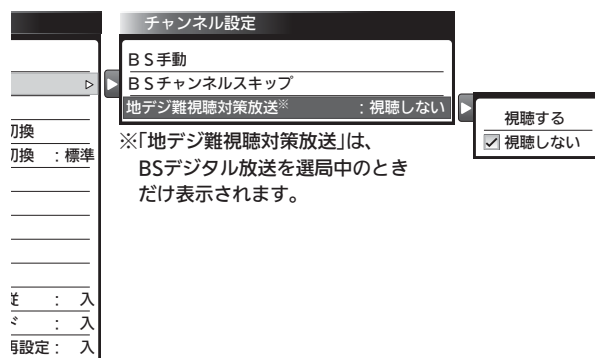 チャンネル設定
BS手動
BSチャンネルスキップ
地デジ難視聴対策放送※ :視聴しない
視聴する
視聴しない
※「地デジ難視聴対策放送」は、
BSデジタル放送を選局中のとき
だけ表示されます。
切換
切換 :標準
: 入
: 入
再設定: 入